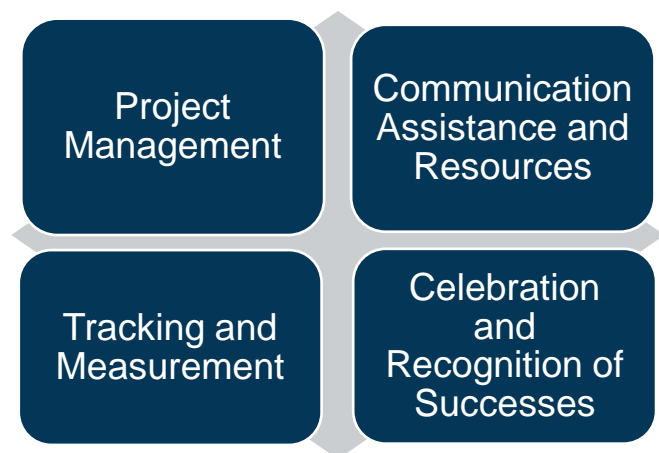 Project
Management
Communication
Assistance and
Resources
Tracking and
Measurement
Celebration
and
Recognition of
Successes